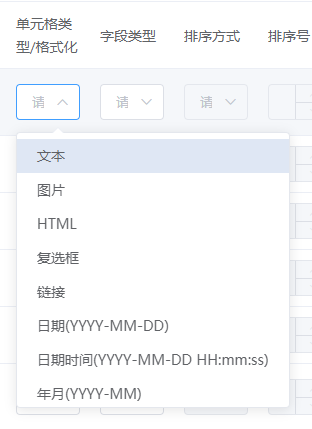 单元格类
型/格式化
字段类型
排序方式
排序号
请
请
请
文本
图片
HTML
复选框
链接
日期(YYYY-MM-DD)
日期时间(YYYY-MM-DD HH:mm:ss)
年月(YYYY-MM)